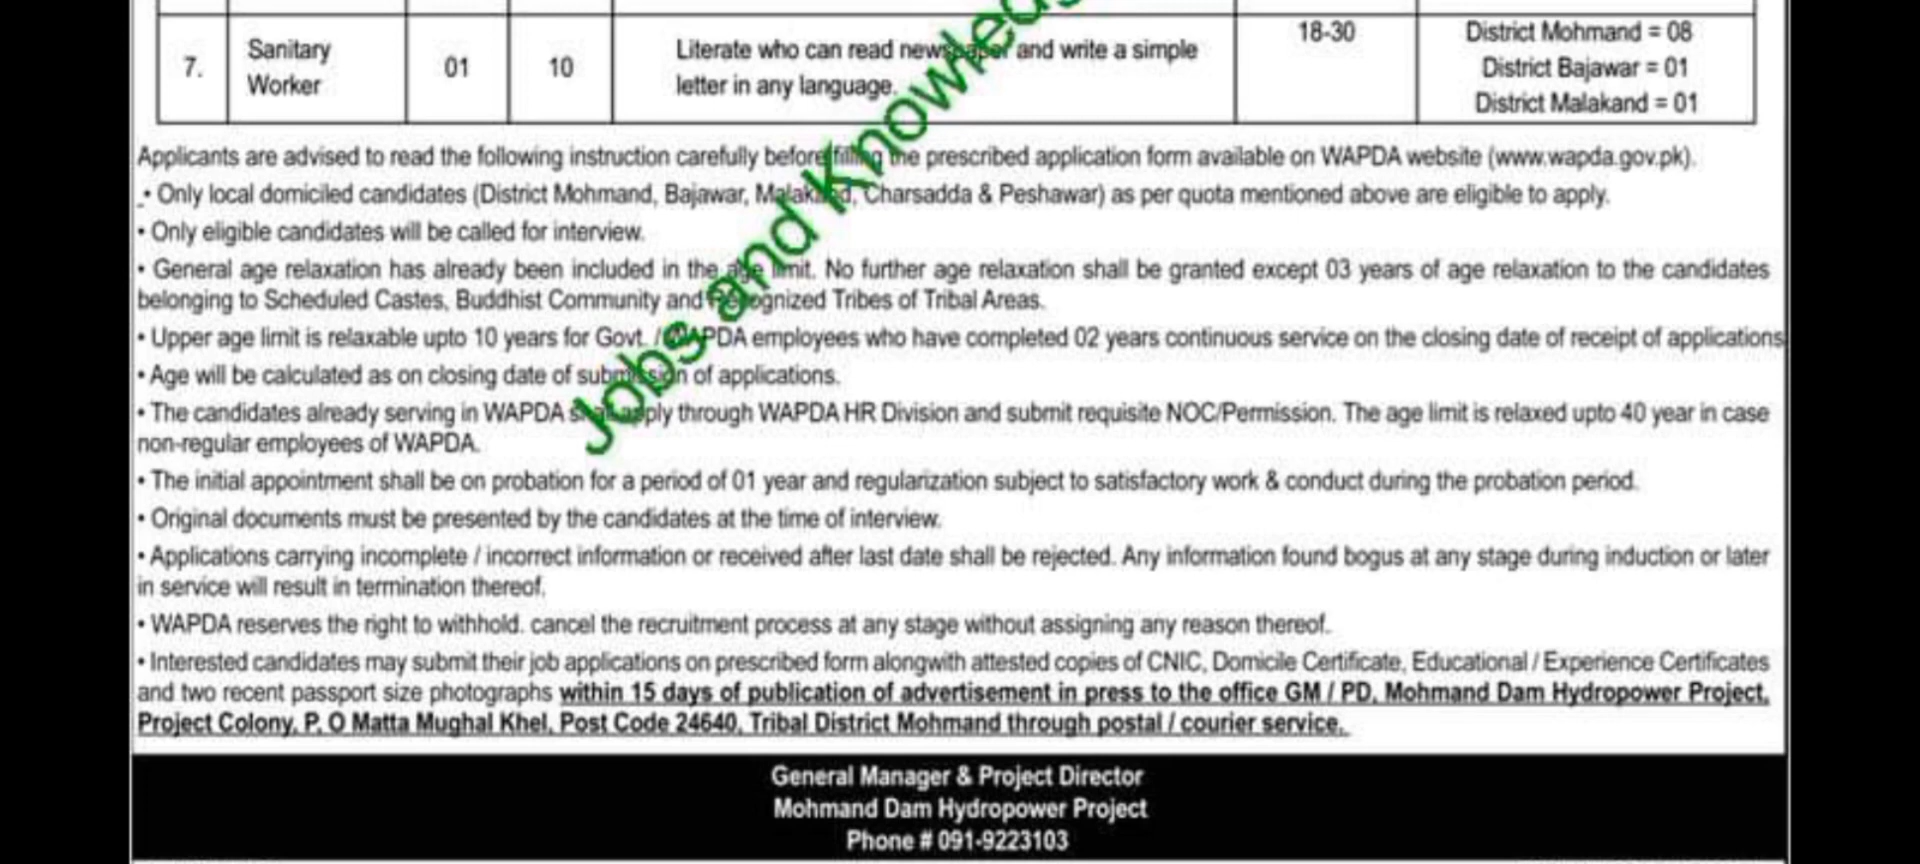 7. Sanitary Worker 01 10 Literate who can read newspaper and write a simple letter in any language. 18-30 District Mohmand = 08
District Bajawar = 01
District Malakand = 01
Applicants are advised to read the following instruction carefully before filling the prescribed application form available on WAPDA website (www.wapda.gov.pk).
• Only local domiciled candidates (District Mohmand, Bajawar, Malakand, Charsadda & Peshawar) as per quota mentioned above are eligible to apply.
• Only eligible candidates will be called for interview.
• General age relaxation has already been included in the age limit. No further age relaxation shall be granted except 03 years of age relaxation to the candidates
belonging to Scheduled Castes, Buddhist Community and Recognized Tribes of Tribal Areas.
• Upper age limit is relaxable upto 10 years for Govt. / WAPDA employees who have completed 02 years continuous service on the closing date of receipt of applications
• Age will be calculated as on closing date of submission of applications.
• The candidates already serving in WAPDA shall apply through WAPDA HR Division and submit requisite NOC/Permission. The age limit is relaxed upto 40 year in case
non-regular employees of WAPDA.
• The initial appointment shall be on probation for a period of 01 year and regularization subject to satisfactory work & conduct during the probation period.
• Original documents must be presented by the candidates at the time of interview.
• Applications carrying incomplete / incorrect information or received after last date shall be rejected. Any information found bogus at any stage during induction or later
in service will result in termination thereof.
• WAPDA reserves the right to withhold. cancel the recruitment process at any stage without assigning any reason thereof.
• Interested candidates may submit their job applications on prescribed form alongwith attested copies of CNIC, Domicile Certificate, Educational / Experience Certificates
and two recent passport size photographs within 15 days of publication of advertisement in press to the office GM / PD, Mohmand Dam Hydropower Project,
Project Colony, P. O Matta Mughal Khel, Post Code 24640, Tribal District Mohmand through postal / courier service.
General Manager & Project Director
Mohmand Dam Hydropower Project
Phone # 091-9223103
Jobs and Knowled